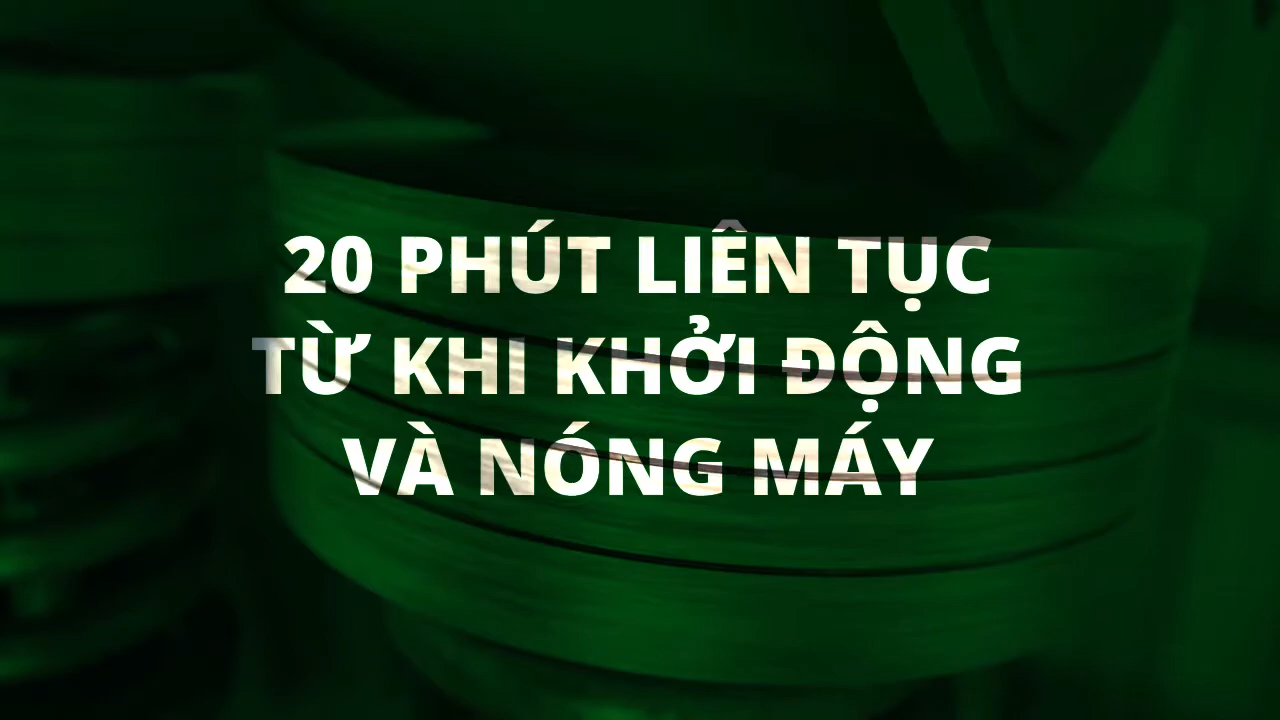 20 PHÚT LIÊN TỤC
TỪ KHI KHỞI ĐỘNG
VÀ NÓNG MÁY